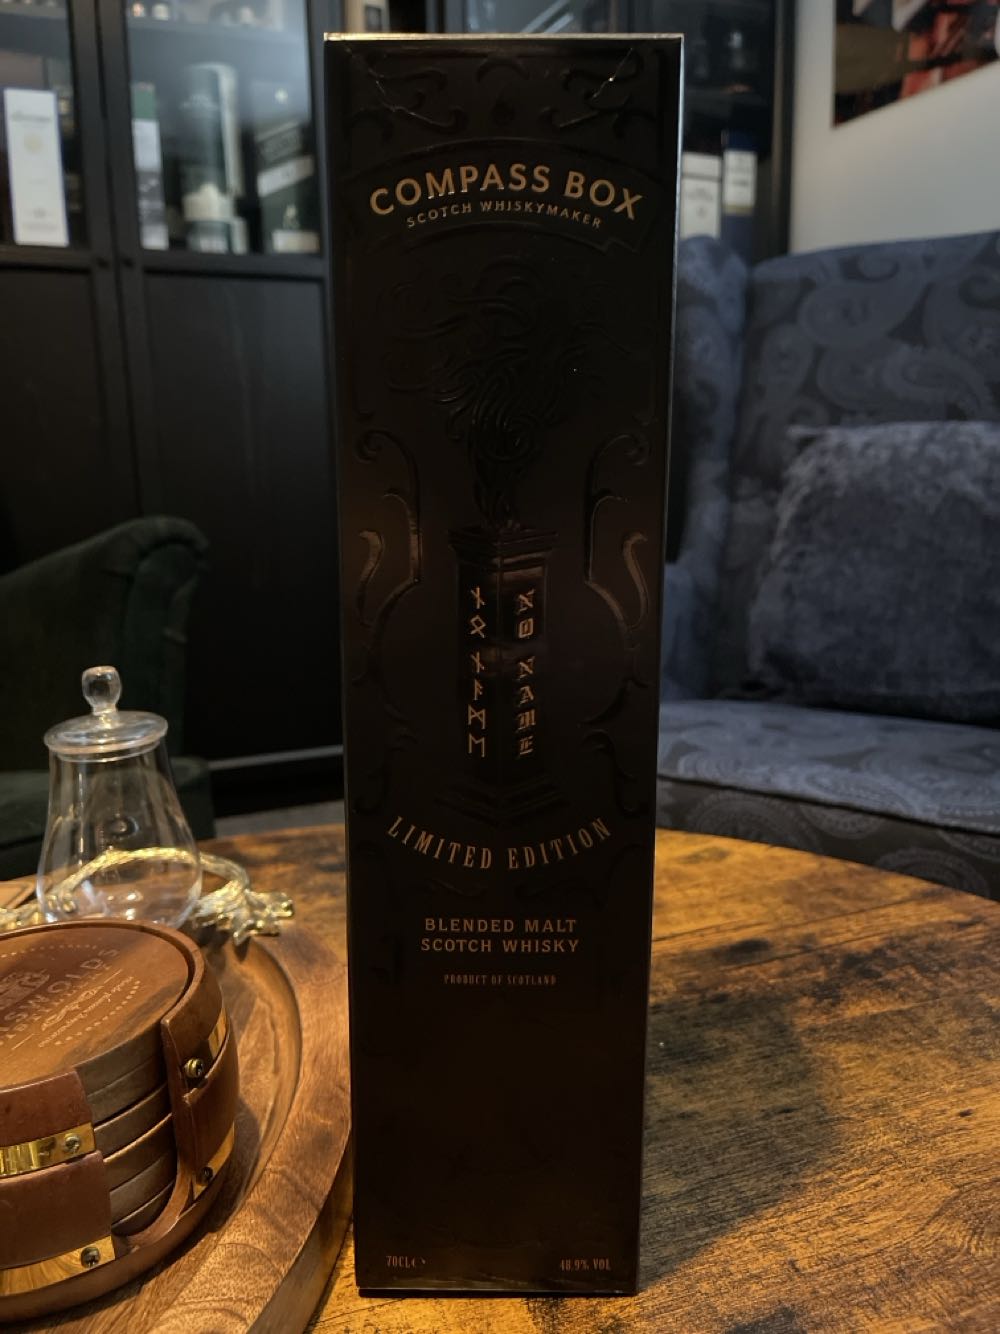 COMPASS BOX
SCOTCH WHISKYMAKER
ᚾᛟ ᚾᚨᛗᛖ
NO NAME
LIMITED EDITION
BLENDED MALT
SCOTCH WHISKY
PRODUCT OF SCOTLAND
70CL℮
48.9% VOL